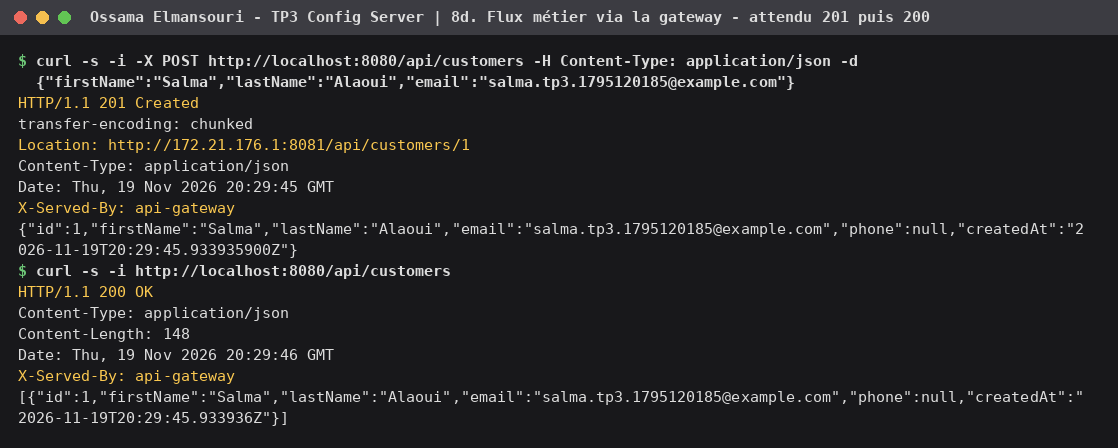 Ossama Elmansouri - TP3 Config Server | 8d. Flux métier via la gateway - attendu 201 puis 200
$ curl -s -i -X POST http://localhost:8080/api/customers -H Content-Type: application/json -d
{"firstName":"Salma","lastName":"Alaoui","email":"salma.tp3.1795120185@example.com"}
HTTP/1.1 201 Created
transfer-encoding: chunked
Location: http://172.21.176.1:8081/api/customers/1
Content-Type: application/json
Date: Thu, 19 Nov 2026 20:29:45 GMT
X-Served-By: api-gateway
{"id":1,"firstName":"Salma","lastName":"Alaoui","email":"salma.tp3.1795120185@example.com","phone":null,"createdAt":"2
026-11-19T20:29:45.933935900Z"}
$ curl -s -i http://localhost:8080/api/customers
HTTP/1.1 200 OK
Content-Type: application/json
Content-Length: 148
Date: Thu, 19 Nov 2026 20:29:46 GMT
X-Served-By: api-gateway
[{"id":1,"firstName":"Salma","lastName":"Alaoui","email":"salma.tp3.1795120185@example.com","phone":null,"createdAt":"
2026-11-19T20:29:45.933936Z"}]